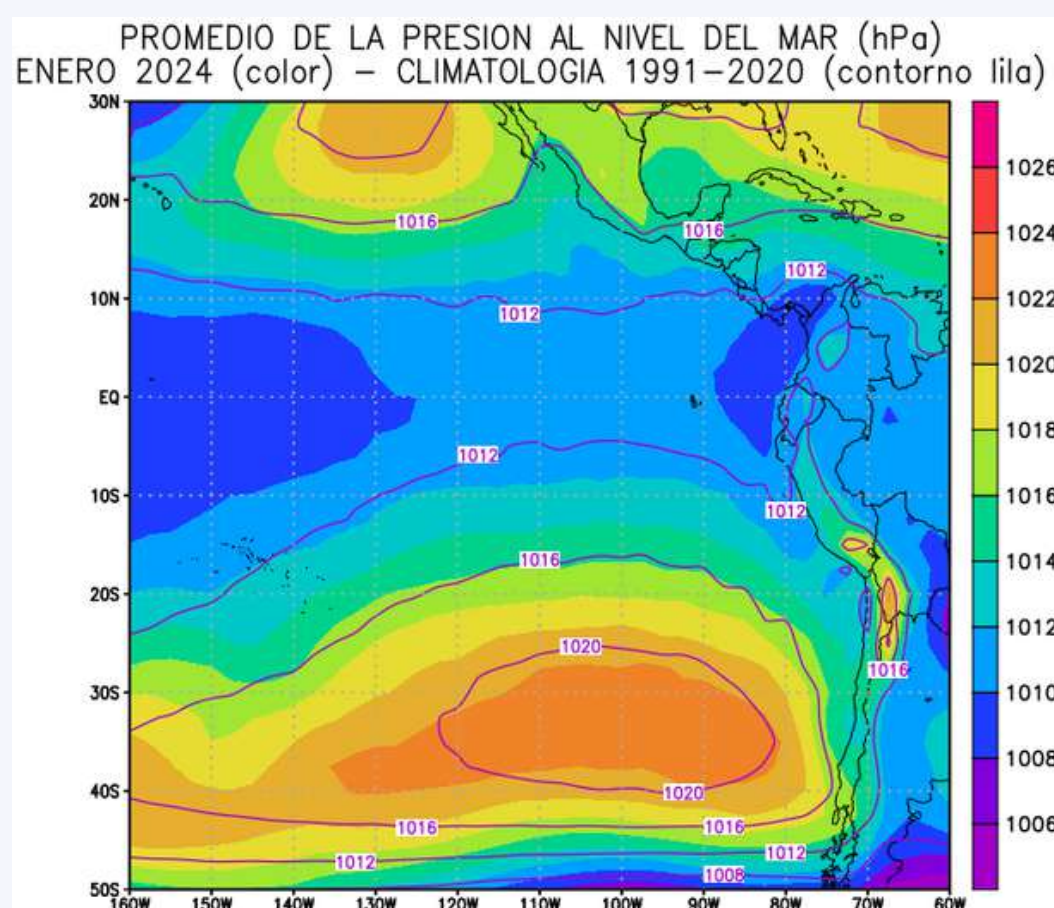 PROMEDIO DE LA PRESION AL NIVEL DEL MAR (hPa)
ENERO 2024 (color) – CLIMATOLOGIA 1991–2020 (contorno lila)
30N
20N
10N
EQ
10S
20S
30S
40S
50S
160W 150W 140W 130W 120W 110W 100W 90W 80W 70W 60W
1016
1016
1012
1012
1012
1012
1016
1020
1016
1020
1016
1016
1012
1012
1008
1026
1024
1022
1020
1018
1016
1014
1012
1010
1008
1006